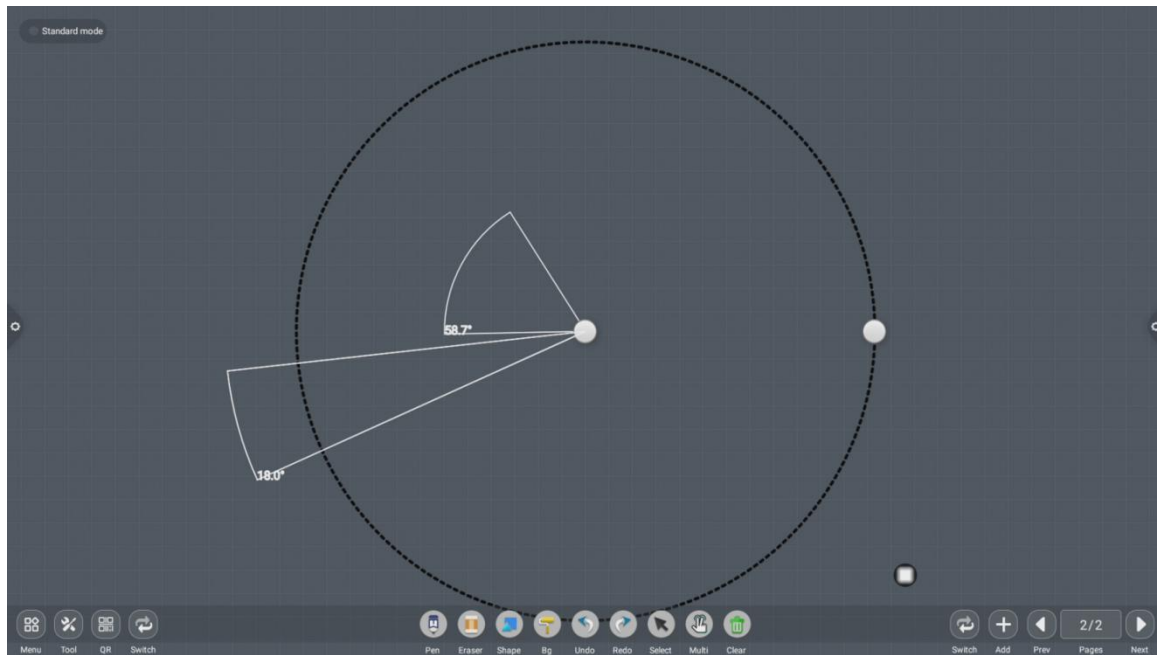 Standard mode
58.7°
18.0°
2/2
Menu Tool QR Switch Pen Eraser Shape Bg Undo Redo Select Multi Clear Switch Add Prev Pages Next